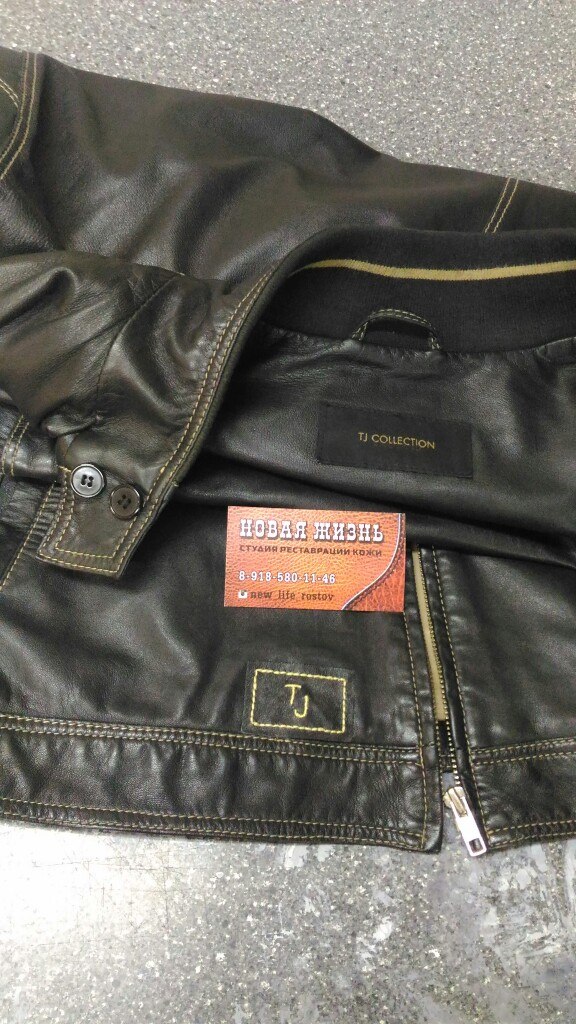 TJ COLLECTION
НОВАЯ ЖИЗНЬ
СТУДИЯ РЕСТАВРАЦИИ КОЖИ
8-918-580-11-46
new_life_rostov
TJ